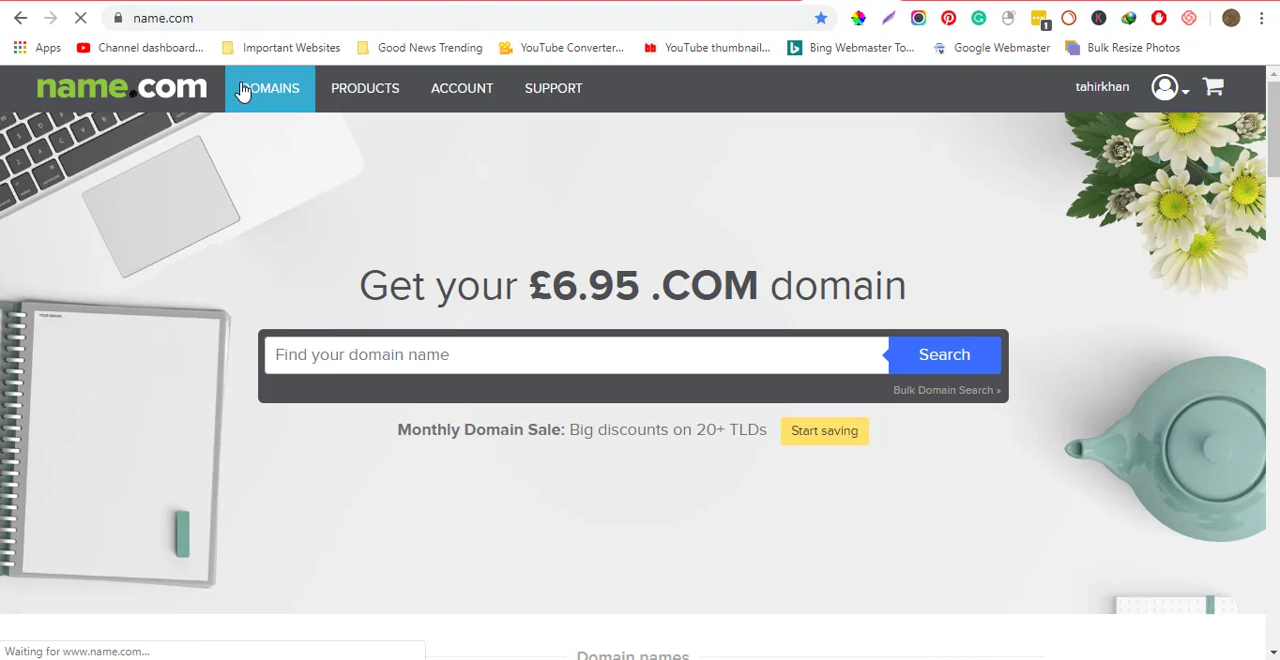 name.com
Apps
Channel dashboard...
Important Websites
Good News Trending
YouTube Converter...
YouTube thumbnail...
Bing Webmaster To...
Google Webmaster
Bulk Resize Photos
1
name.com
DOMAINS
PRODUCTS
ACCOUNT
SUPPORT
tahirkhan
Get your £6.95 .COM domain
Find your domain name
Search
Bulk Domain Search »
Monthly Domain Sale: Big discounts on 20+ TLDs
Start saving
Waiting for www.name.com...
Domain names